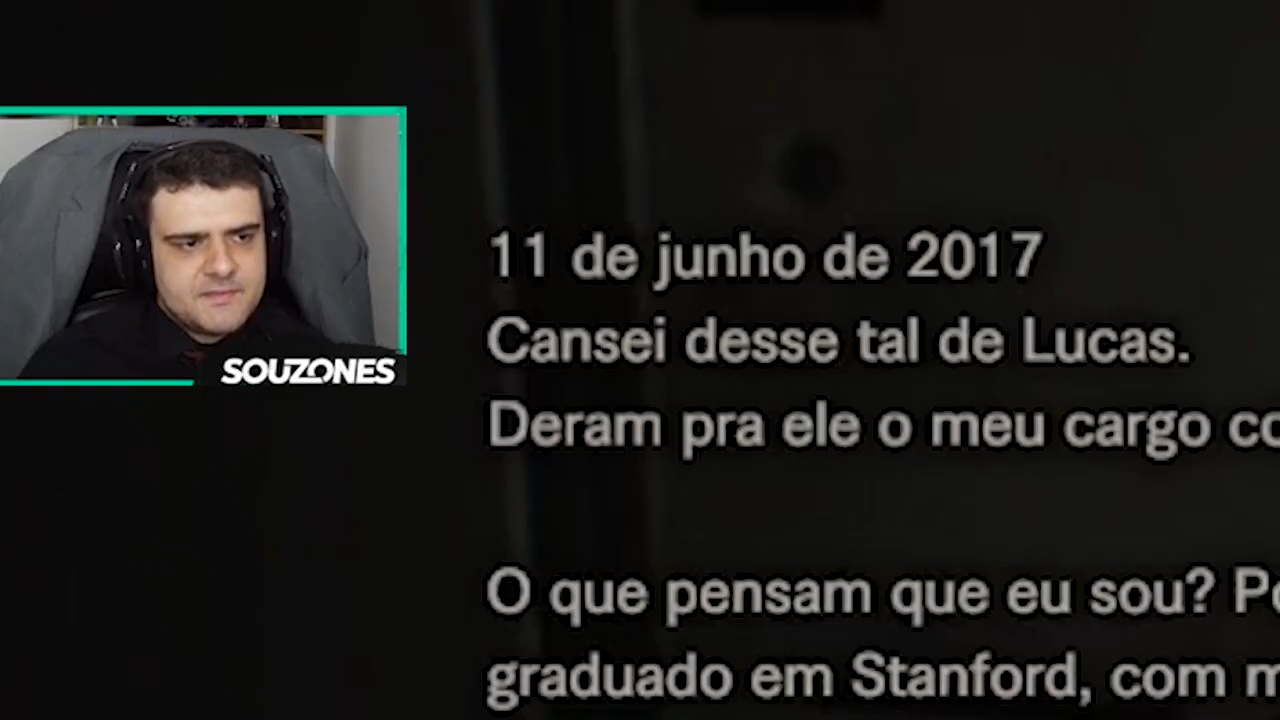 SOUZONES
11 de junho de 2017
Cansei desse tal de Lucas.
Deram pra ele o meu cargo
O que pensam que eu sou?
graduado em Stanford, com